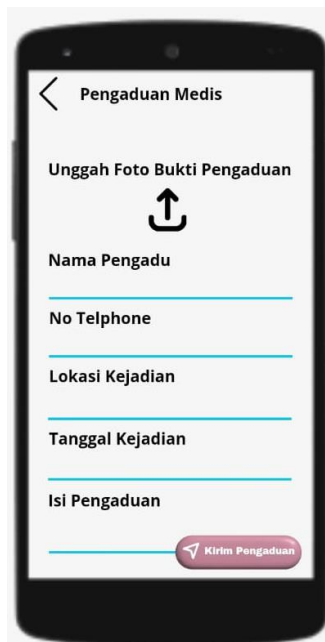 Pengaduan Medis
Unggah Foto Bukti Pengaduan
Nama Pengadu
No Telphone
Lokasi Kejadian
Tanggal Kejadian
Isi Pengaduan
Kirim Pengaduan